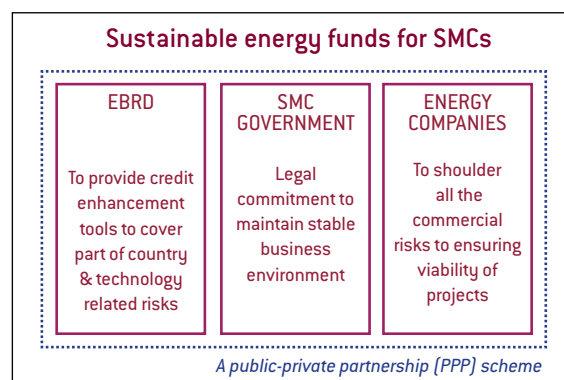 Sustainable energy funds for SMCs
EBRD
To provide credit
enhancement
tools to cover
part of country
& technology
related risks
SMC
GOVERNMENT
Legal
commitment to
maintain stable
business
environment
ENERGY
COMPANIES
To shoulder
all the
commercial
risks to ensuring
viability of
projects
A public-private partnership (PPP) scheme